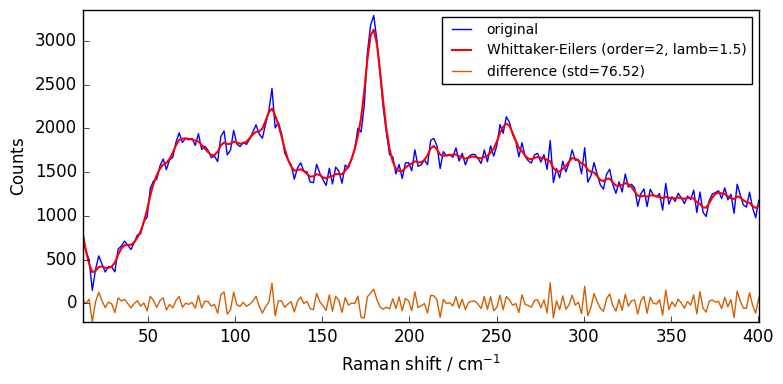 original
Whittaker-Eilers (order=2, lamb=1.5)
difference (std=76.52)
Counts
3000
2500
2000
1500
1000
500
0
50 100 150 200 250 300 350 400
Raman shift / cm⁻¹